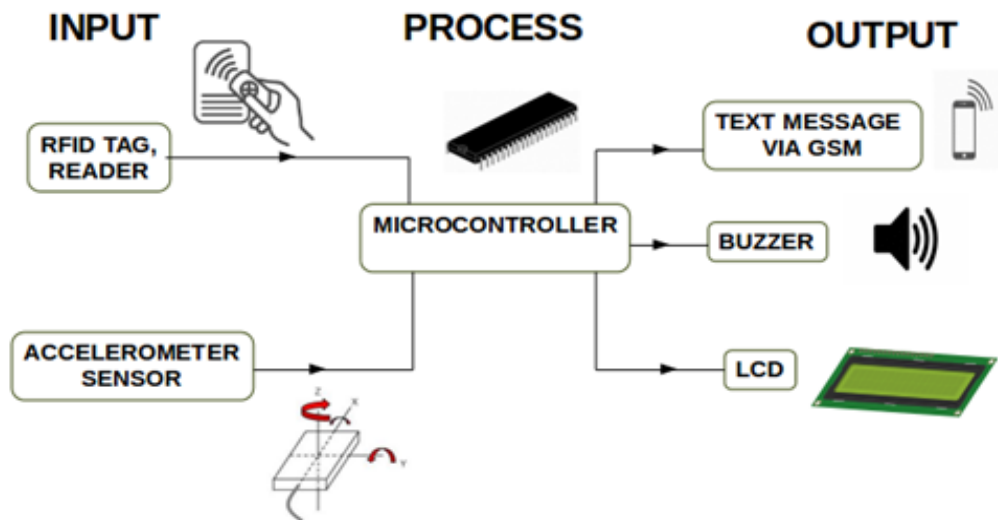 INPUT
PROCESS
OUTPUT
RFID TAG,
READER
TEXT MESSAGE
VIA GSM
MICROCONTROLLER
BUZZER
ACCELEROMETER
SENSOR
LCD
Z
X
Y